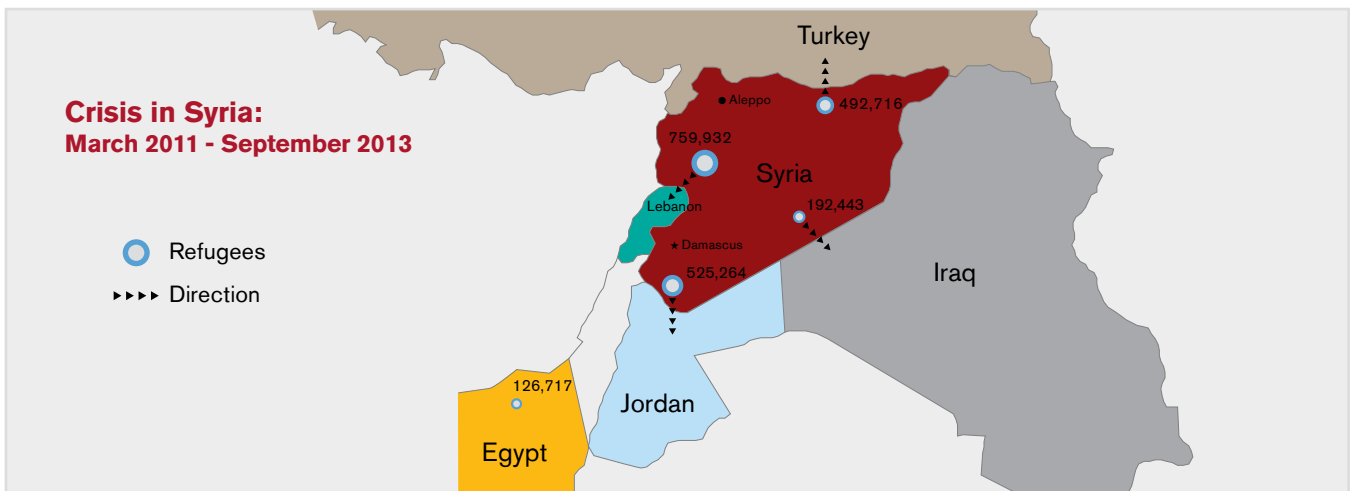 Turkey
Crisis in Syria:
March 2011 - September 2013
Aleppo
492,716
759,932
Syria
Lebanon
192,443
Damascus
Refugees
525,264
Iraq
Direction
126,717
Jordan
Egypt